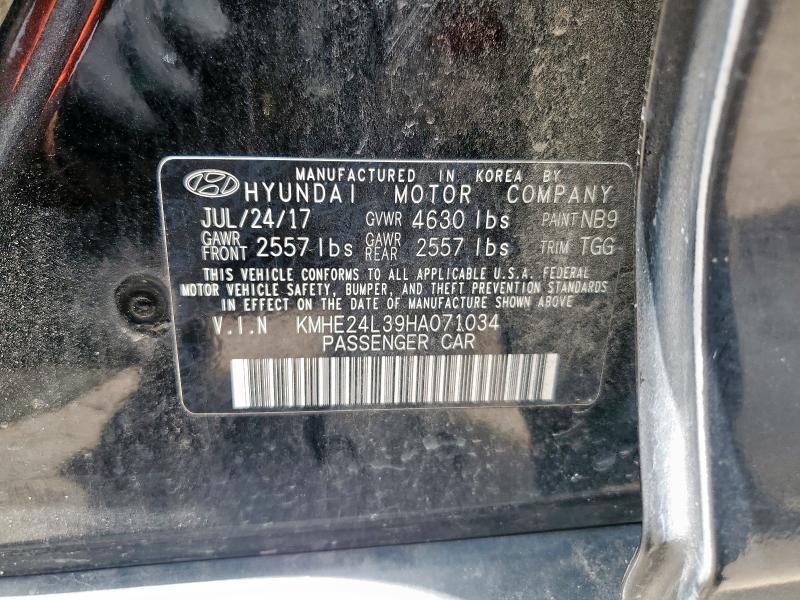 MANUFACTURED IN KOREA BY
HYUNDAI MOTOR COMPANY
JUL/24/17 GVWR 4630 lbs PAINT NB9
GAWR FRONT 2557 lbs GAWR REAR 2557 lbs TRIM TGG
THIS VEHICLE CONFORMS TO ALL APPLICABLE U.S.A. FEDERAL
MOTOR VEHICLE SAFETY, BUMPER, AND THEFT PREVENTION STANDARDS
IN EFFECT ON THE DATE OF MANUFACTURE SHOWN ABOVE
V.I.N KMHE24L39HA071034
PASSENGER CAR